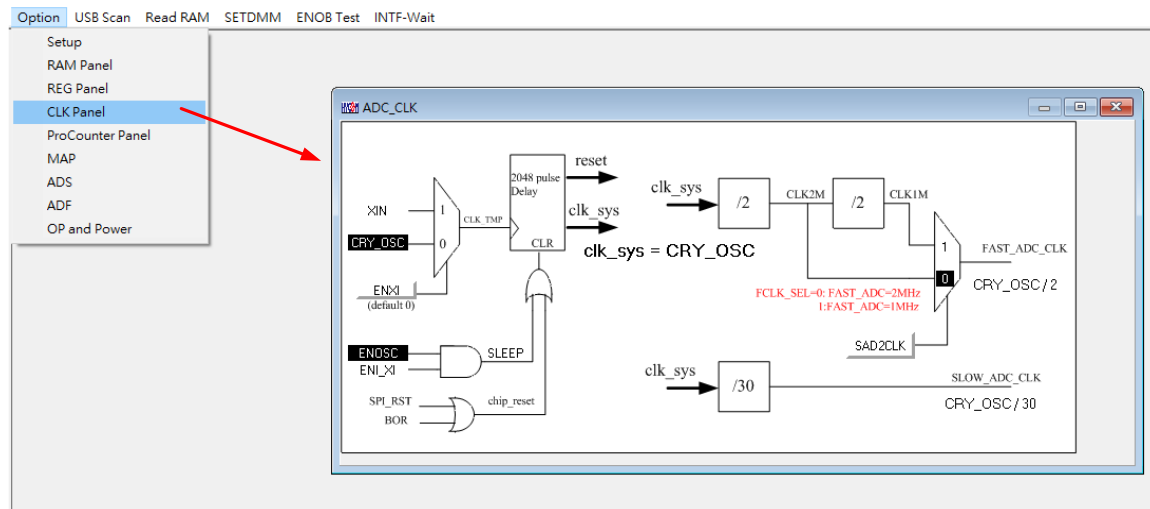 Option USB Scan Read RAM SETDMM ENOB Test INTF-Wait
Setup
RAM Panel
REG Panel
CLK Panel
ProCounter Panel
MAP
ADS
ADF
OP and Power
ADC_CLK
XIN
1
CRY_OSC
0
CLK_TMP
ENXI
(default 0)
2048 pulse
Delay
CLR
reset
clk_sys
clk_sys = CRY_OSC
ENOSC
ENI_XI
SLEEP
SPI_RST
BOR
chip_reset
clk_sys
/2
CLK2M
/2
CLK1M
1
0
FAST_ADC_CLK
CRY_OSC/2
FCLK_SEL=0: FAST_ADC=2MHz
1:FAST_ADC=1MHz
SAD2CLK
clk_sys
/30
SLOW_ADC_CLK
CRY_OSC/30